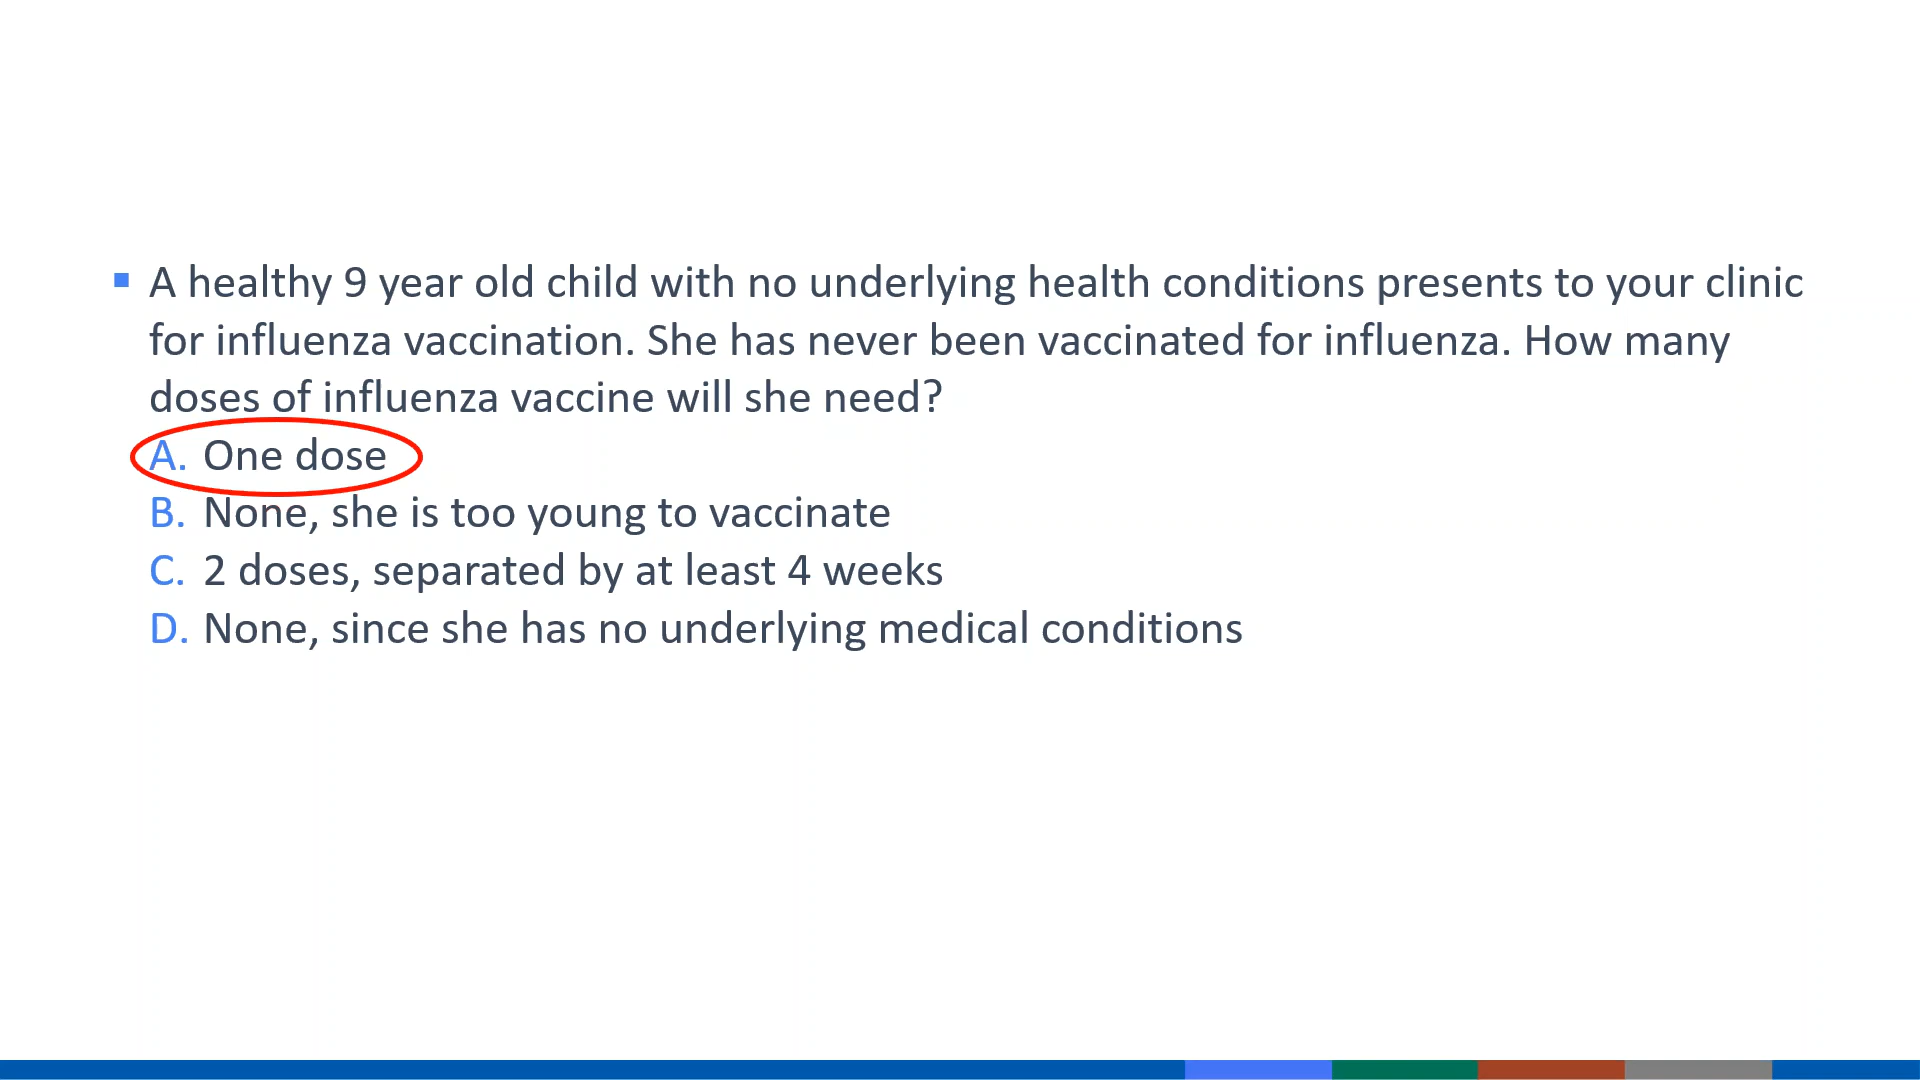 A healthy 9 year old child with no underlying health conditions presents to your clinic
for influenza vaccination. She has never been vaccinated for influenza. How many
doses of influenza vaccine will she need?
A. One dose
B. None, she is too young to vaccinate
C. 2 doses, separated by at least 4 weeks
D. None, since she has no underlying medical conditions